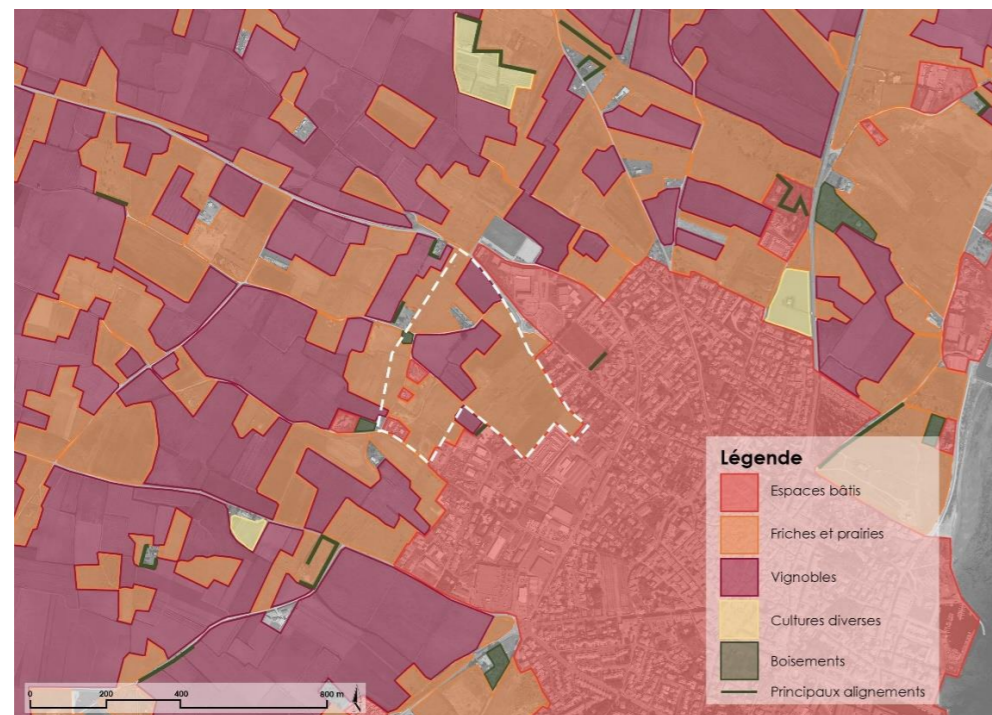 Légende
Espaces bâtis
Friches et prairies
Vignobles
Cultures diverses
Boisements
Principaux alignements
0 200 400 800 m